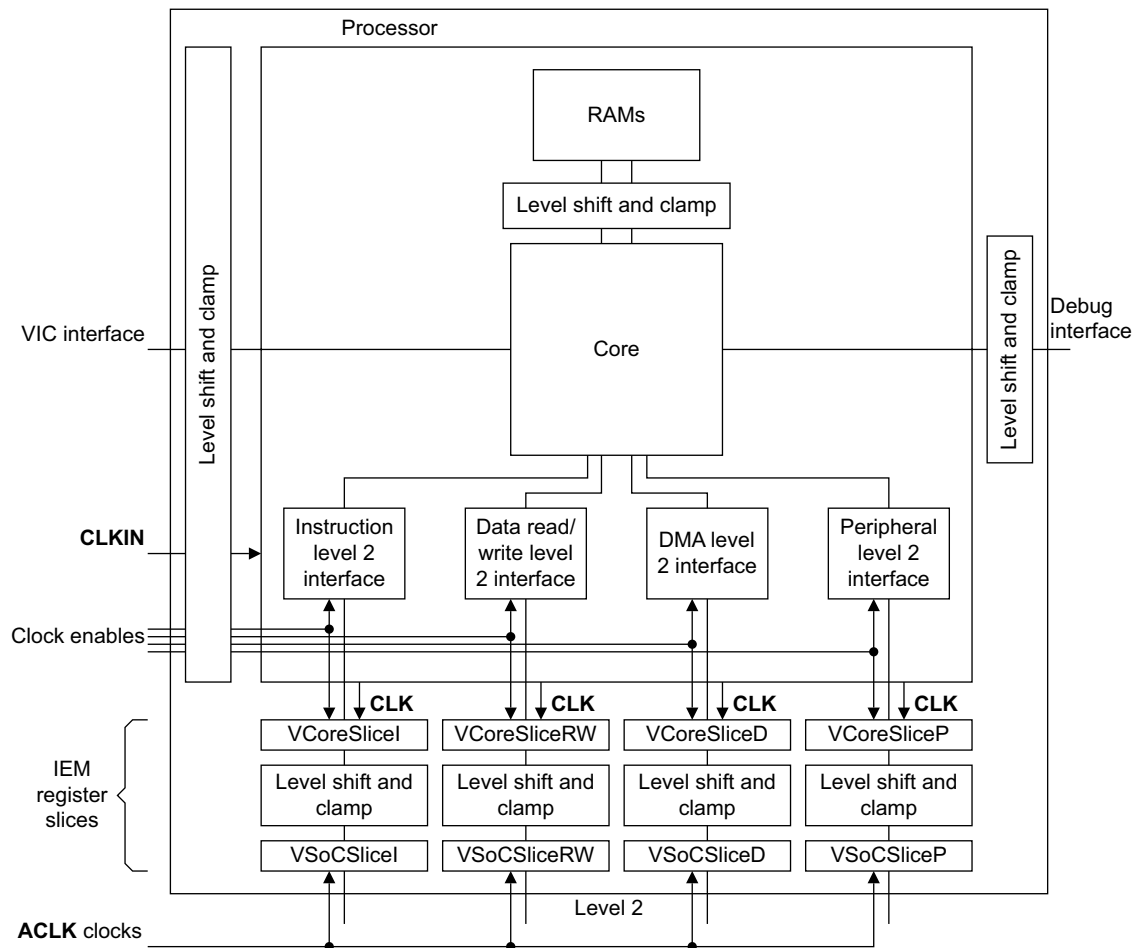 Processor
RAMs
Level shift and clamp
Level shift and clamp
VIC interface
Core
Level shift and clamp
Debug
interface
CLKIN
Instruction
level 2
interface
Data read/
write level
2 interface
DMA level
2 interface
Peripheral
level 2
interface
Clock enables
CLK
CLK
CLK
CLK
IEM
register
slices
VCoreSliceI
VCoreSliceRW
VCoreSliceD
VCoreSliceP
Level shift and
clamp
Level shift and
clamp
Level shift and
clamp
Level shift and
clamp
VSoCSliceI
VSoCSliceRW
VSoCSliceD
VSoCSliceP
Level 2
ACLK clocks